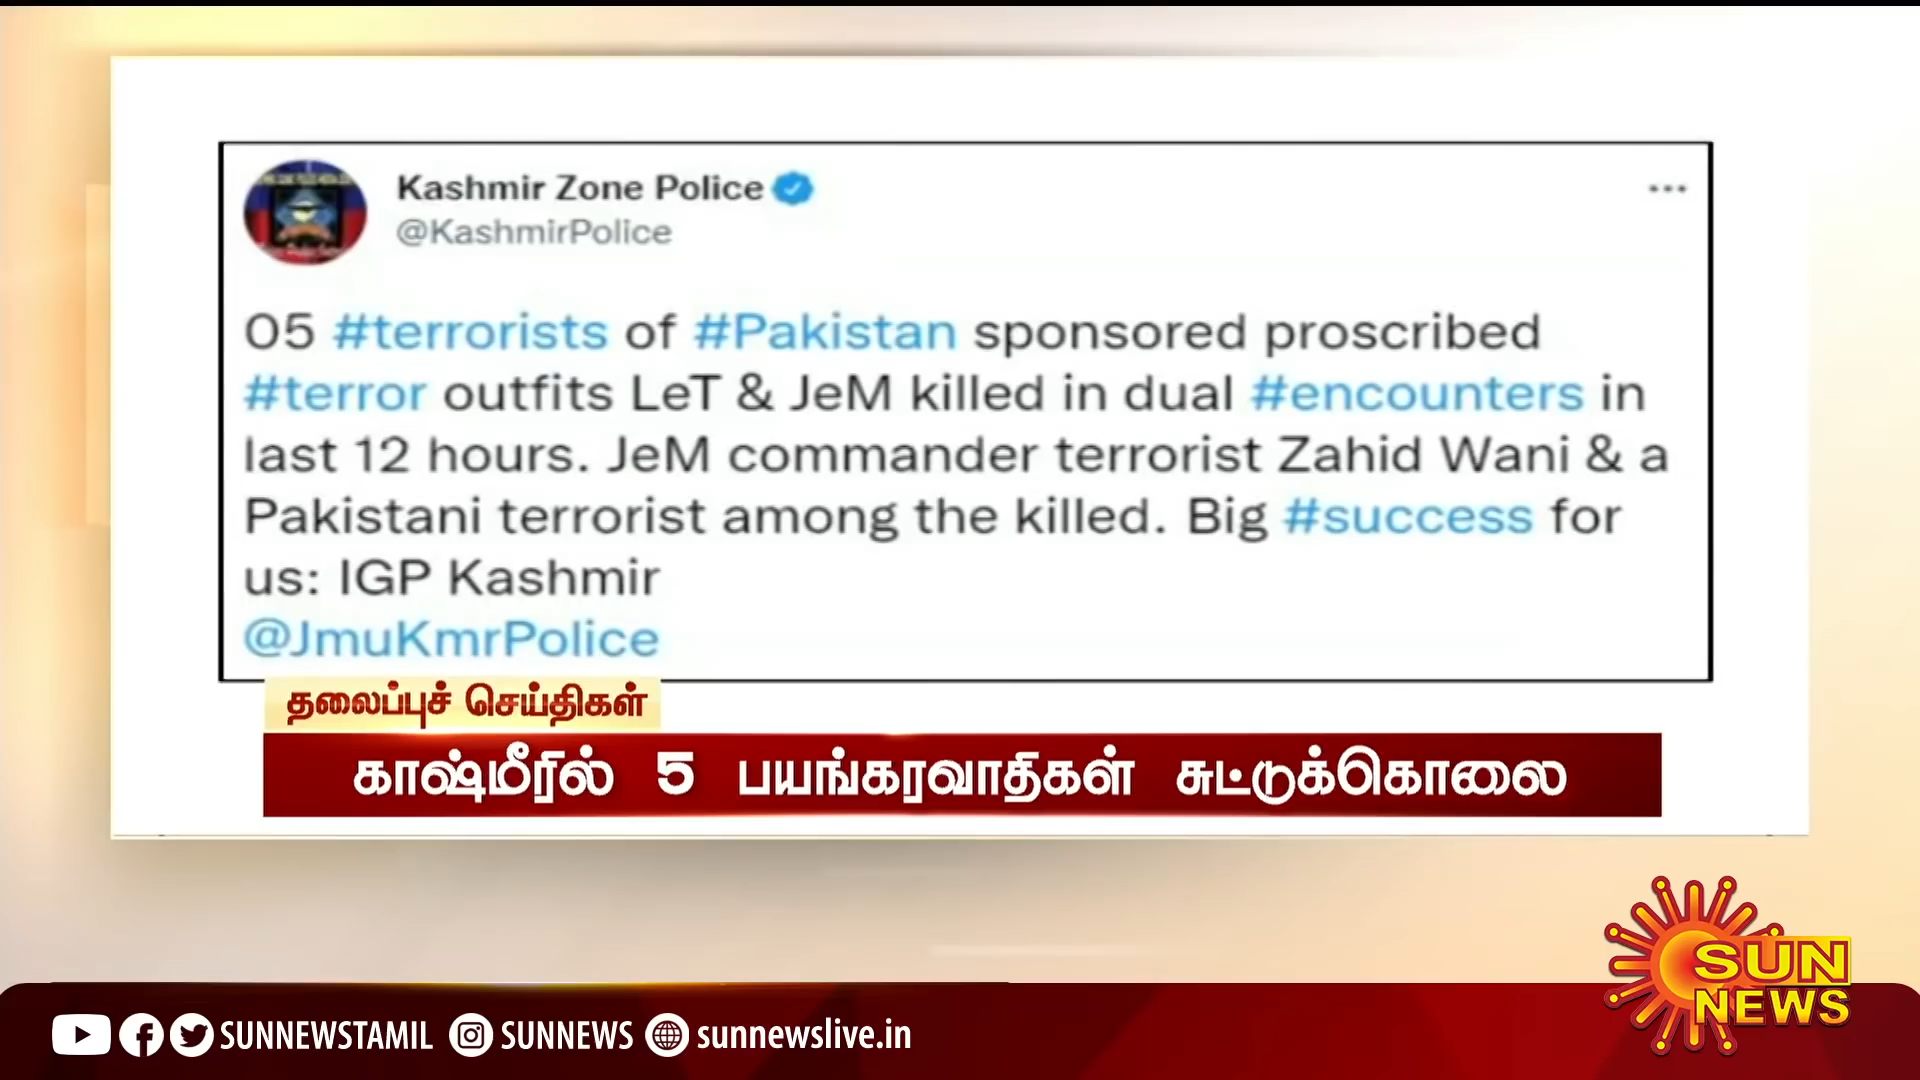 Kashmir Zone Police
@KashmirPolice
05 #terrorists of #Pakistan sponsored proscribed
#terror outfits LeT & JeM killed in dual #encounters in
last 12 hours. JeM commander terrorist Zahid Wani & a
Pakistani terrorist among the killed. Big #success for
us: IGP Kashmir
@JmuKmrPolice
தலைப்புச் செய்திகள்
காஷ்மீரில் 5 பயங்கரவாதிகள் சுட்டுக்கொலை
SUN
NEWS
SUNNEWSTAMIL SUNNEWS sunnewslive.in